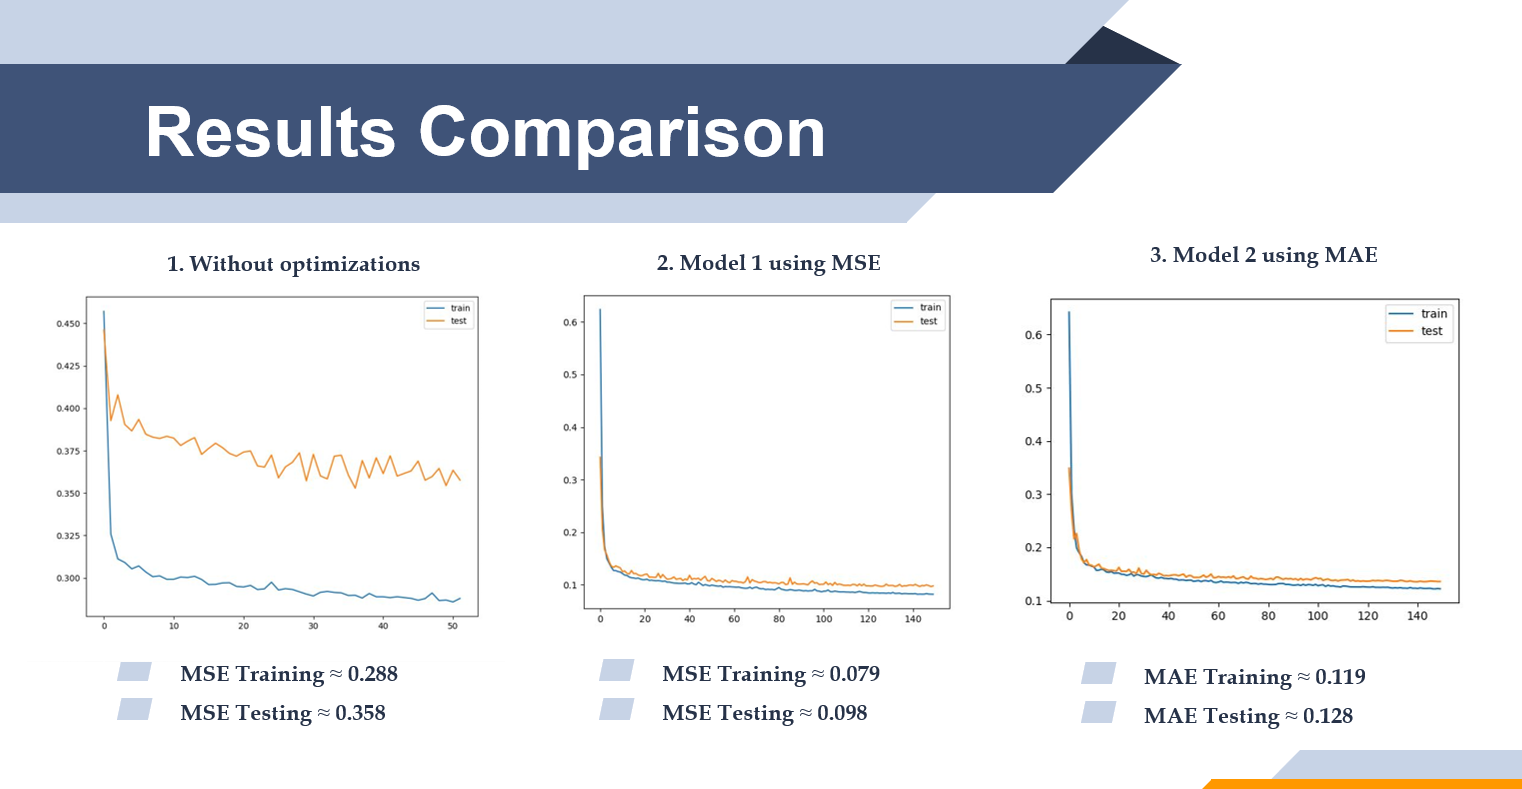 Results Comparison
1. Without optimizations
2. Model 1 using MSE
3. Model 2 using MAE
train
test
0.450
0.425
0.400
0.375
0.350
0.325
0.300
0 10 20 30 40 50
train
test
0.6
0.5
0.4
0.3
0.2
0.1
0 20 40 60 80 100 120 140
train
test
0.6
0.5
0.4
0.3
0.2
0.1
0 20 40 60 80 100 120 140
MSE Training ≈ 0.288
MSE Testing ≈ 0.358
MSE Training ≈ 0.079
MSE Testing ≈ 0.098
MAE Training ≈ 0.119
MAE Testing ≈ 0.128